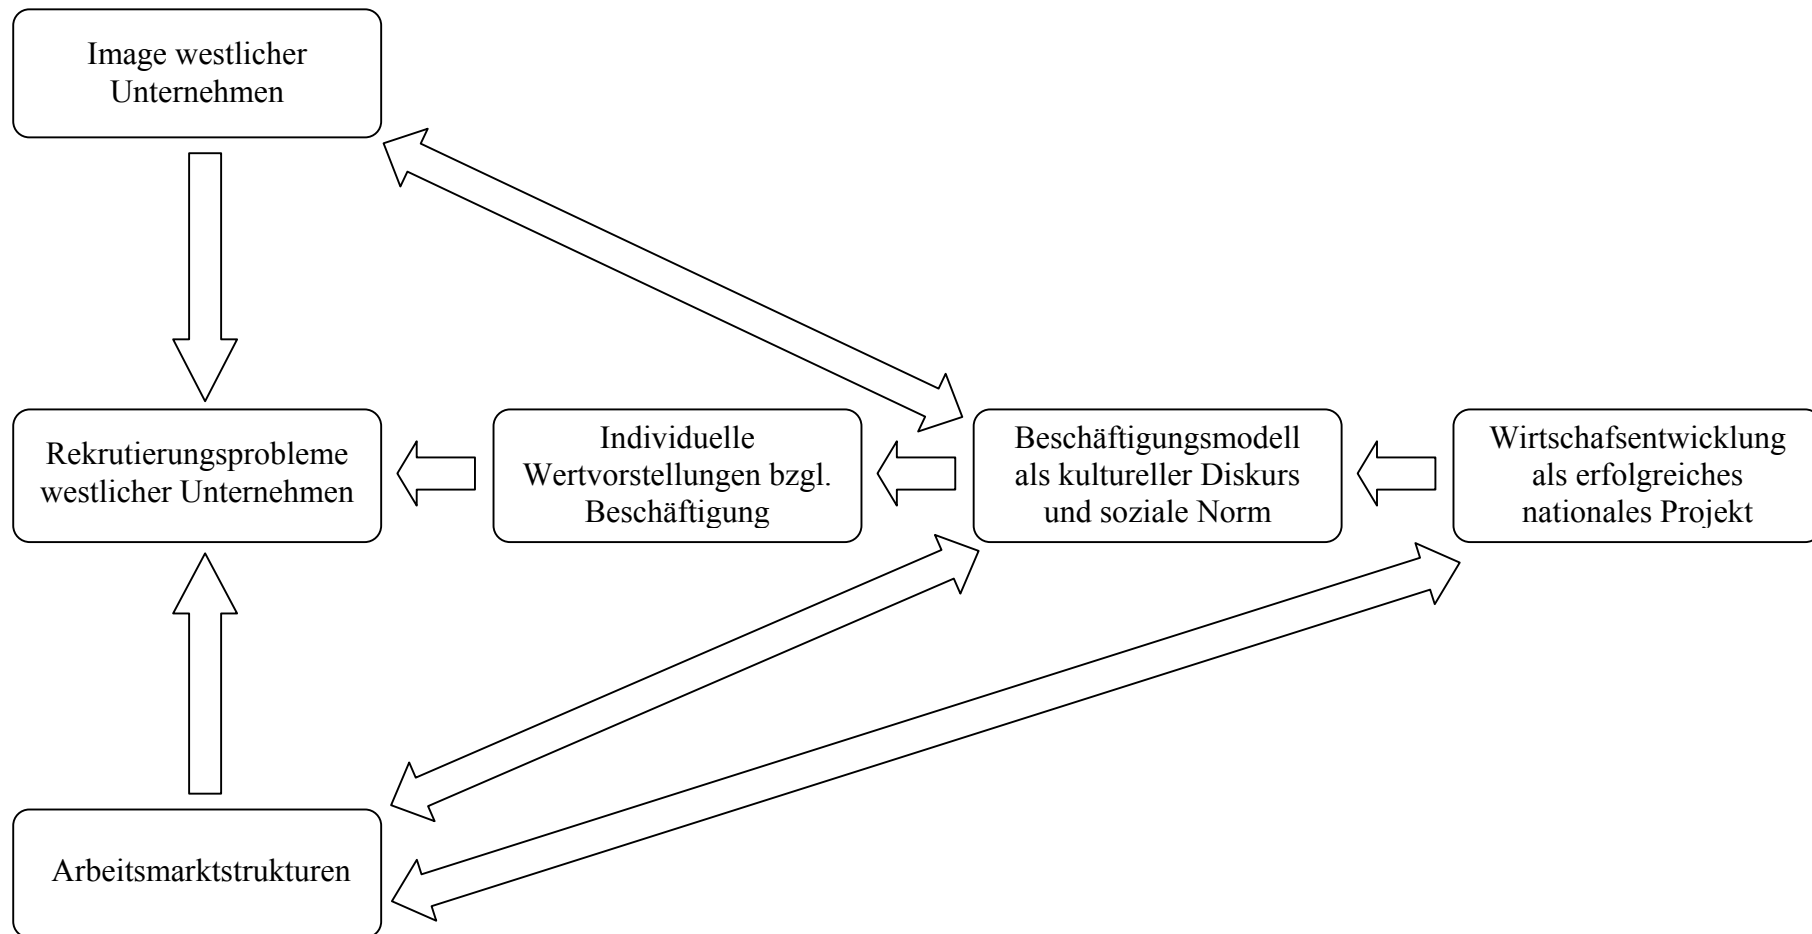 Image westlicher
Unternehmen
Rekrutierungsprobleme
westlicher Unternehmen
Individuelle
Wertvorstellungen bzgl.
Beschäftigung
Beschäftigungsmodell
als kultureller Diskurs
und soziale Norm
Wirtschafsentwicklung
als erfolgreiches
nationales Projekt
Arbeitsmarktstrukturen